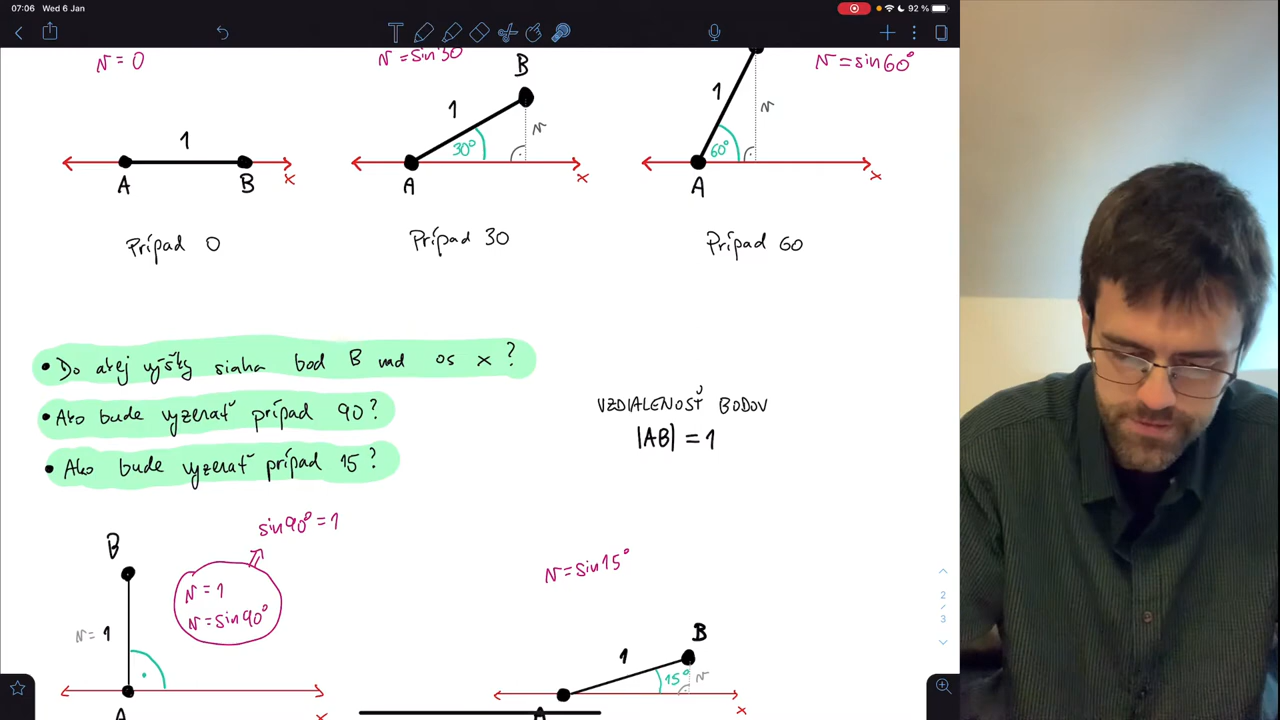 07:06 Wed 6 Jan
92 %
v = 0
v = sin 30
B
v = sin 60°
1
A
B
x
1
30°
v
A
x
1
60°
v
A
x
Prípad 0
Prípad 30
Prípad 60
• Do akej výšky siaha bod B nad os x?
• Ako bude vyzerať prípad 90?
• Ako bude vyzerať prípad 15?
VZDIALENOSŤ BODOV
|AB| = 1
sin 90° = 1
B
v = 1
v = sin 90°
v = 1
A
x
v = sin 15°
B
1
15°
v
A
x
2
/
3